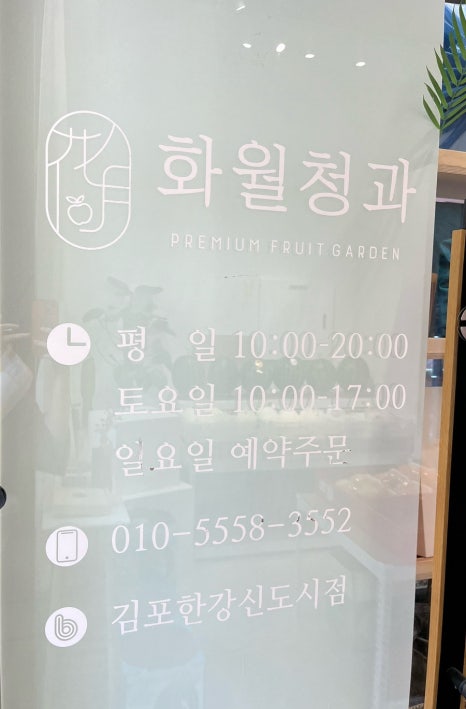 花月
화월청과
PREMIUM FRUIT GARDEN
평 일 10:00-20:00
토요일 10:00-17:00
일요일 예약주문
010-5558-3552
김포한강신도시점